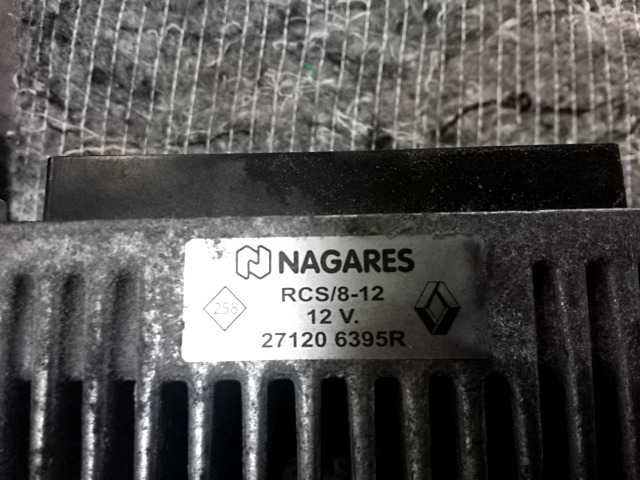 NAGARES
RCS/8-12
258
12 V.
27120 6395R